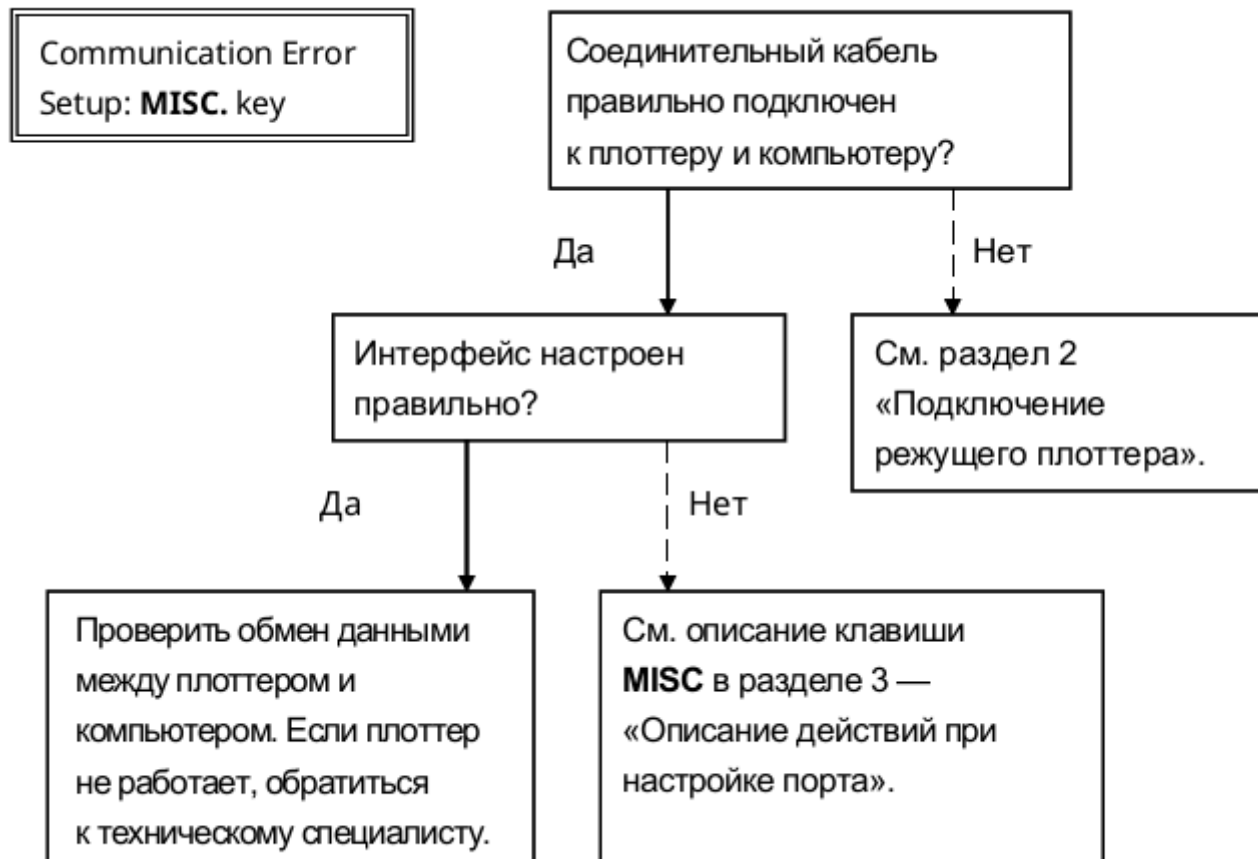 Communication Error
Setup: MISC. key
Соединительный кабель
правильно подключен
к плоттеру и компьютеру?
Да
Нет
Интерфейс настроен
правильно?
См. раздел 2
«Подключение
режущего плоттера».
Да
Нет
Проверить обмен данными
между плоттером и
компьютером. Если плоттер
не работает, обратиться
к техническому специалисту.
См. описание клавиши
MISC в разделе 3 —
«Описание действий при
настройке порта».